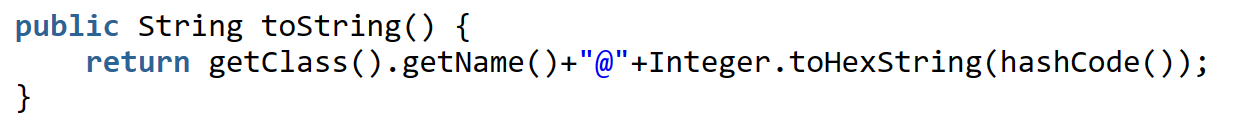 public String toString() {
    return getClass().getName()+"@"+Integer.toHexString(hashCode());
}